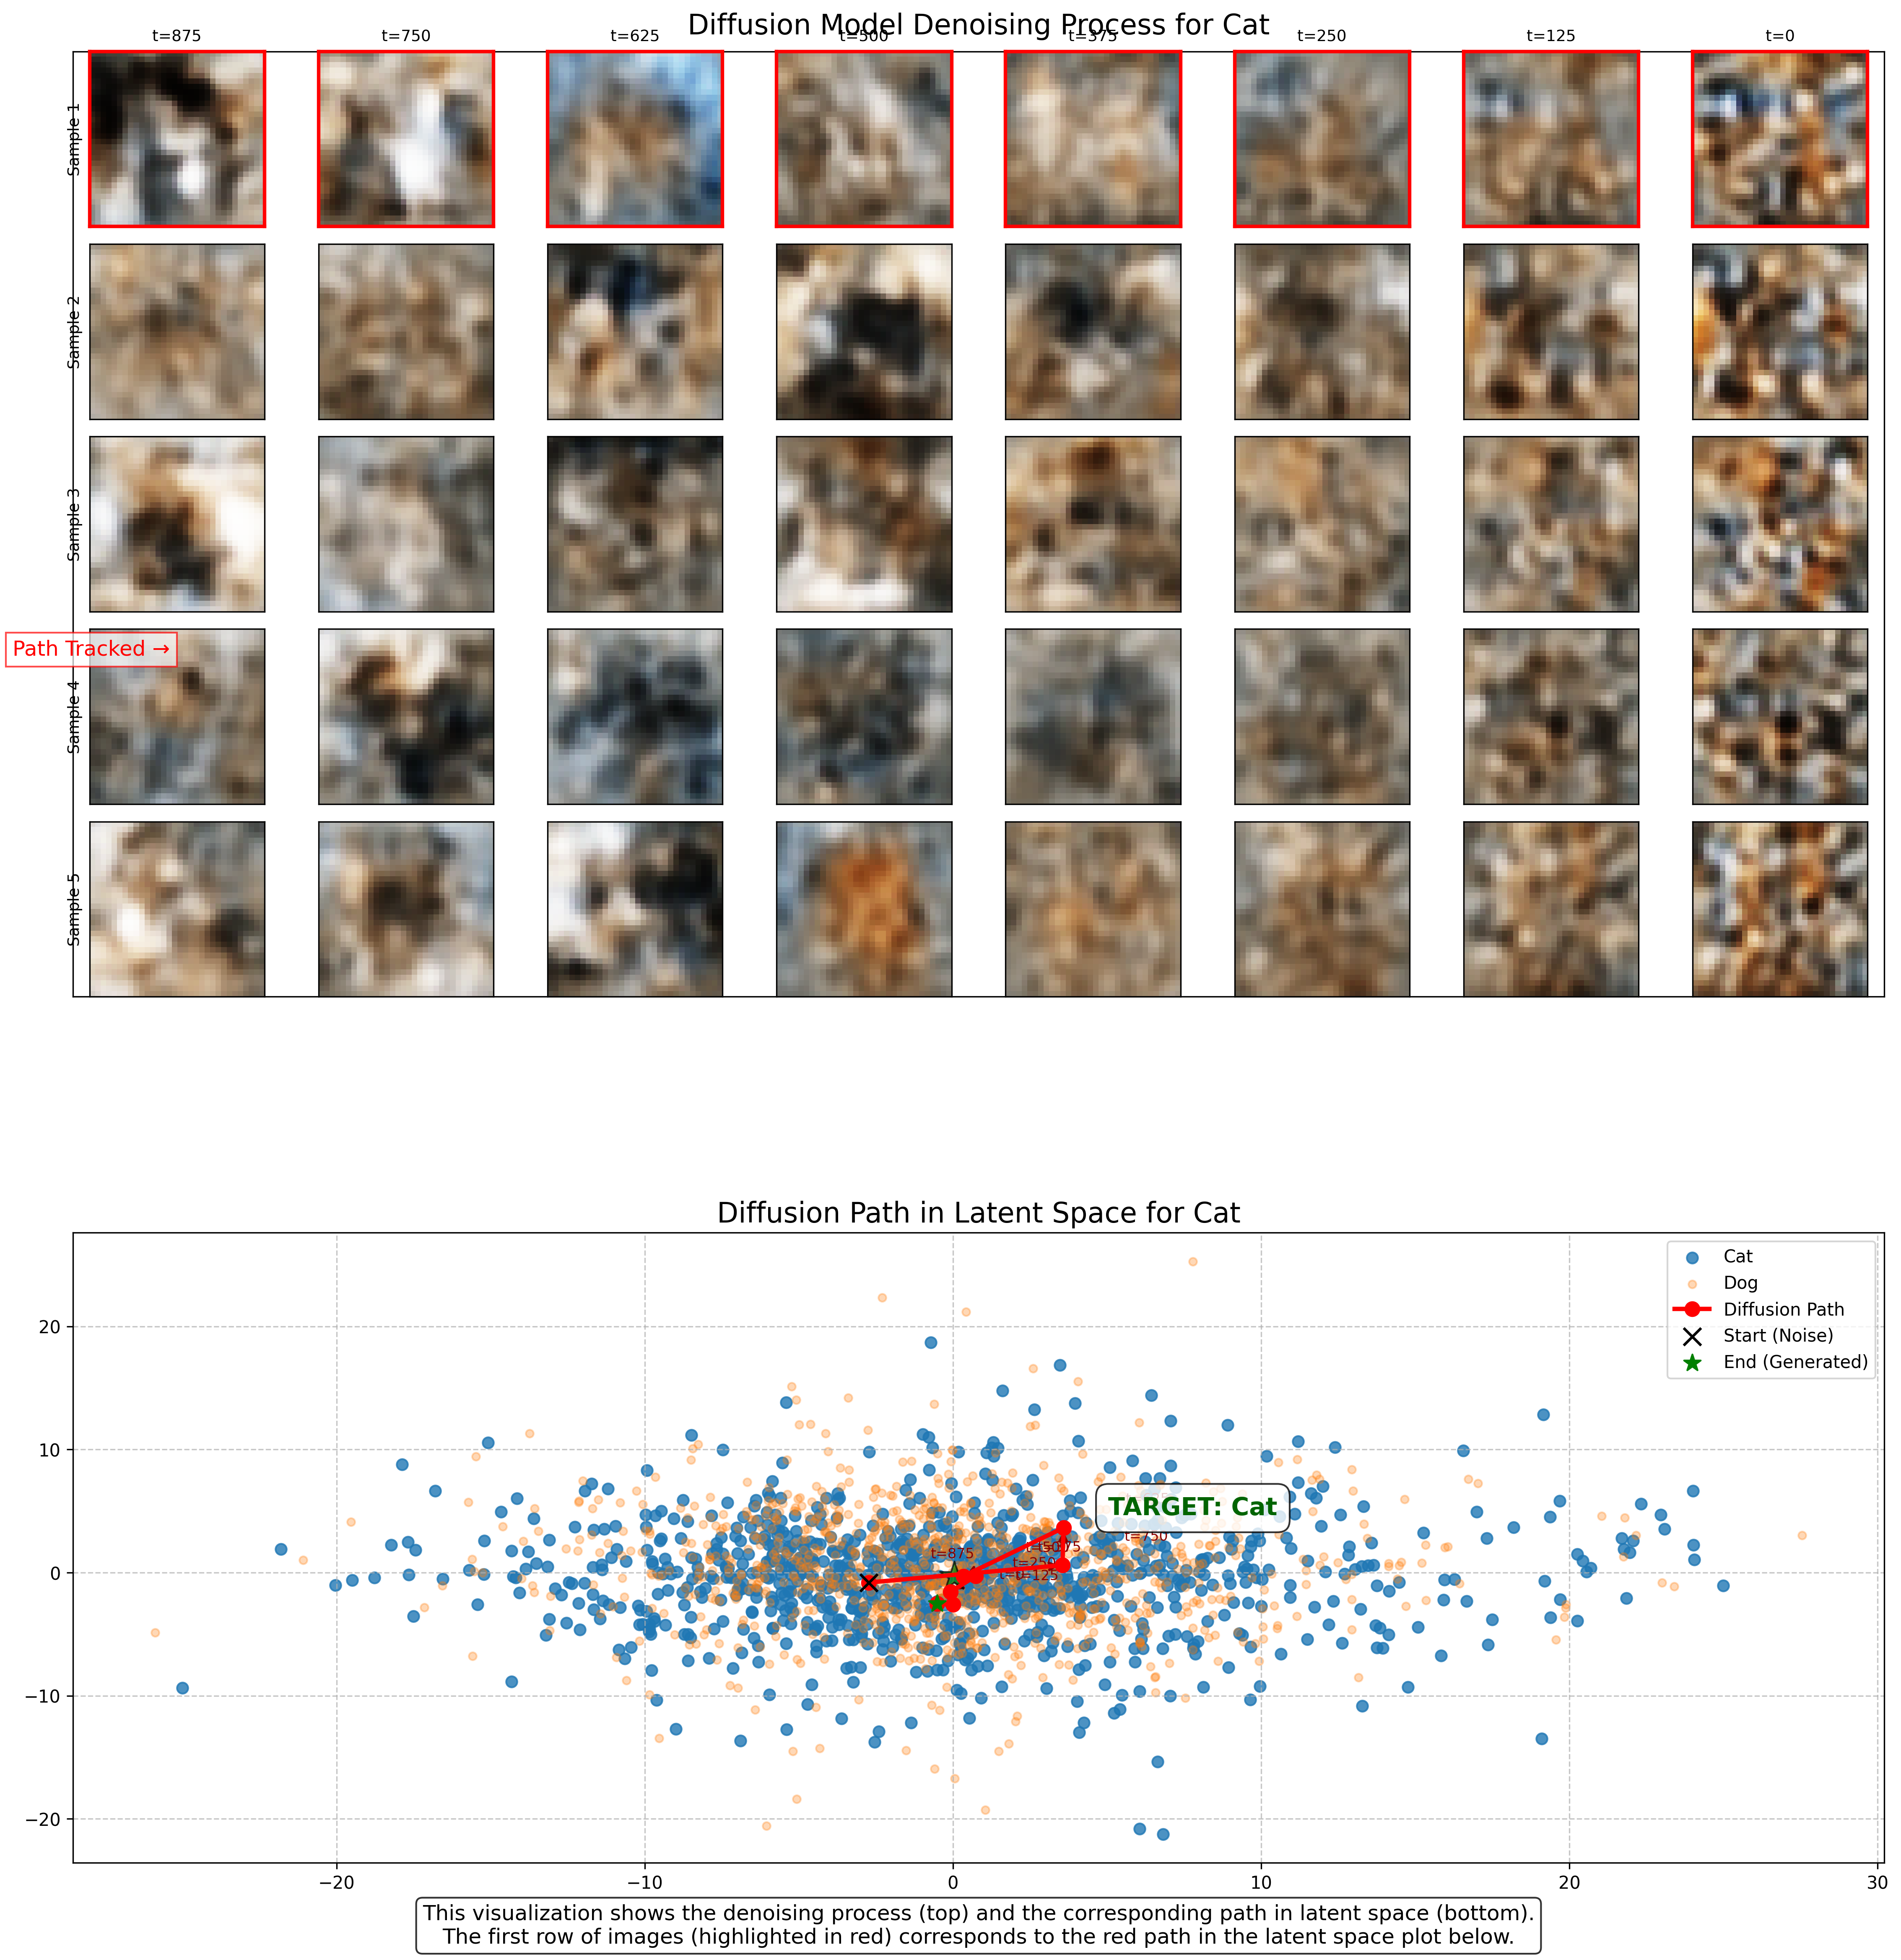 Diffusion Model Denoising Process for Cat
t=875
t=750
t=625
t=500
t=375
t=250
t=125
t=0
Sample 1
Sample 2
Sample 3
Path Tracked →
Sample 4
Sample 5
Diffusion Path in Latent Space for Cat
Cat
Dog
Diffusion Path
Start (Noise)
End (Generated)
TARGET: Cat
t=750
t=875
t=250
t=125
20
10
0
−10
−20
−20
−10
0
10
20
30
This visualization shows the denoising process (top) and the corresponding path in latent space (bottom).
The first row of images (highlighted in red) corresponds to the red path in the latent space plot below.